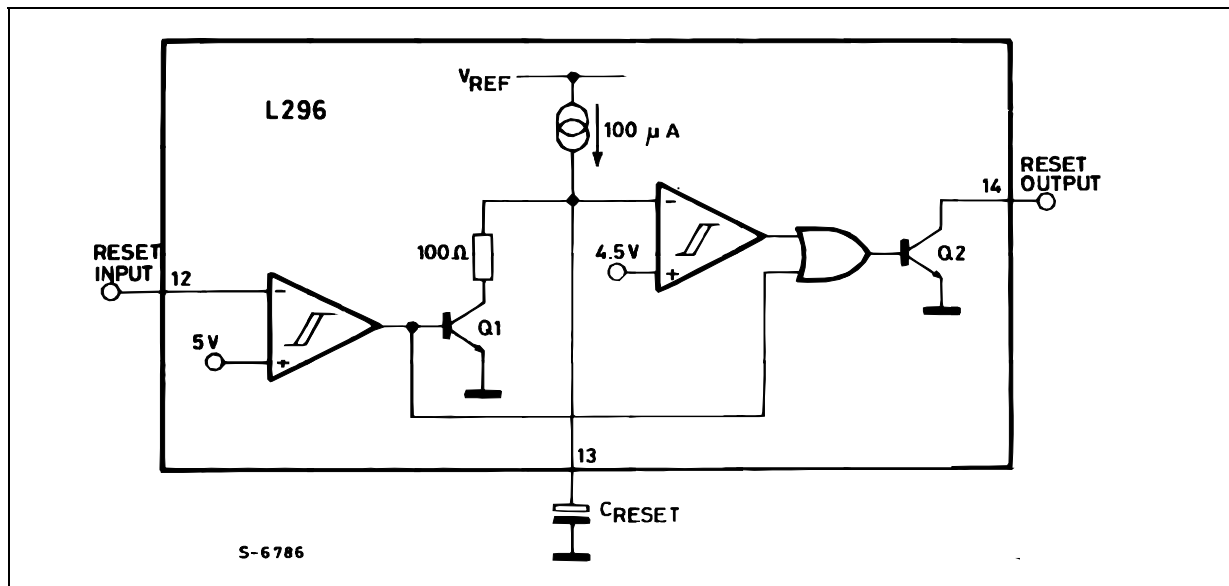 L296
VREF
100 μA
14
RESET
OUTPUT
RESET
INPUT
12
100Ω
4.5V
-
+
Q2
-
+
5V
Q1
13
CRESET
S-6786